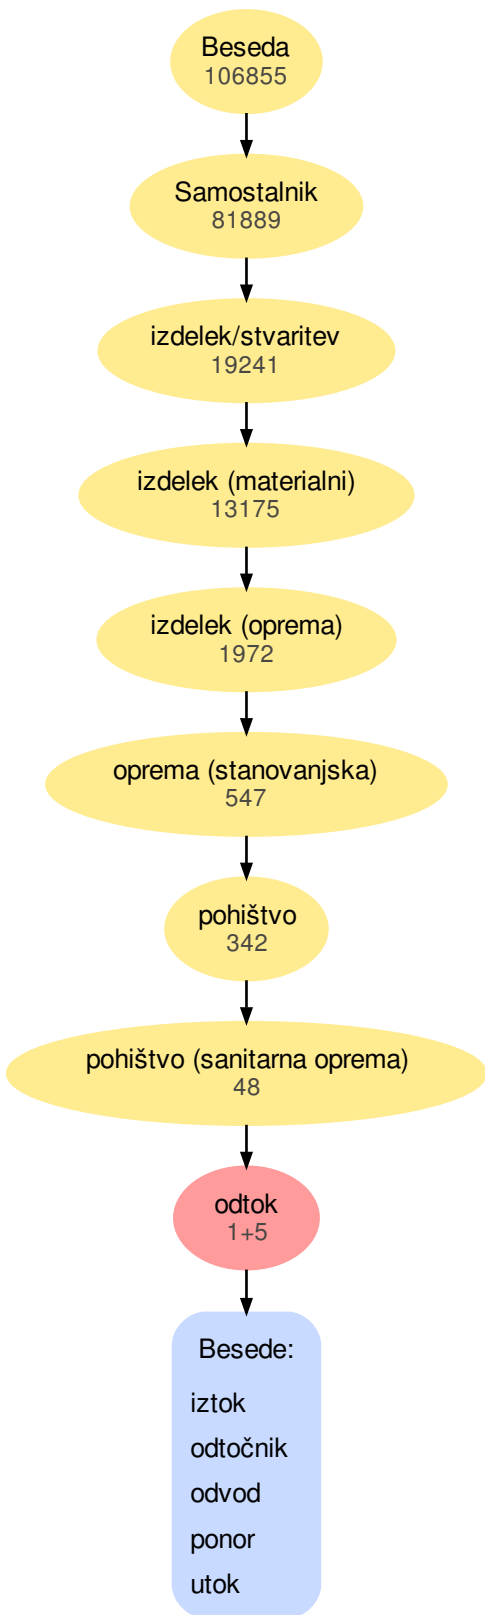 Beseda
106855
Samostalnik
81889
izdelek/stvaritev
19241
izdelek (materialni)
13175
izdelek (oprema)
1972
oprema (stanovanjska)
547
pohištvo
342
pohištvo (sanitarna oprema)
48
odtok
1+5
Besede:
iztok
odtočnik
odvod
ponor
utok